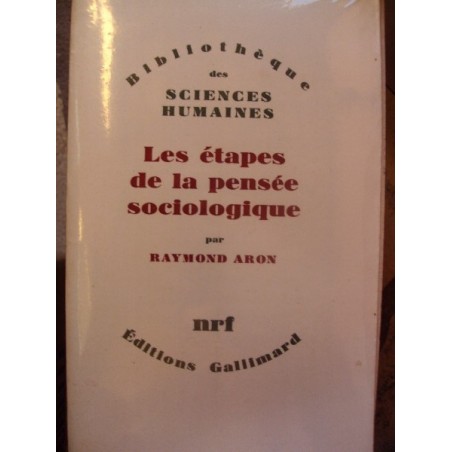 Bibliothèque
des
SCIENCES
HUMAINES
Les étapes
de la pensée
sociologique
par
RAYMOND ARON
nrf
Éditions Gallimard